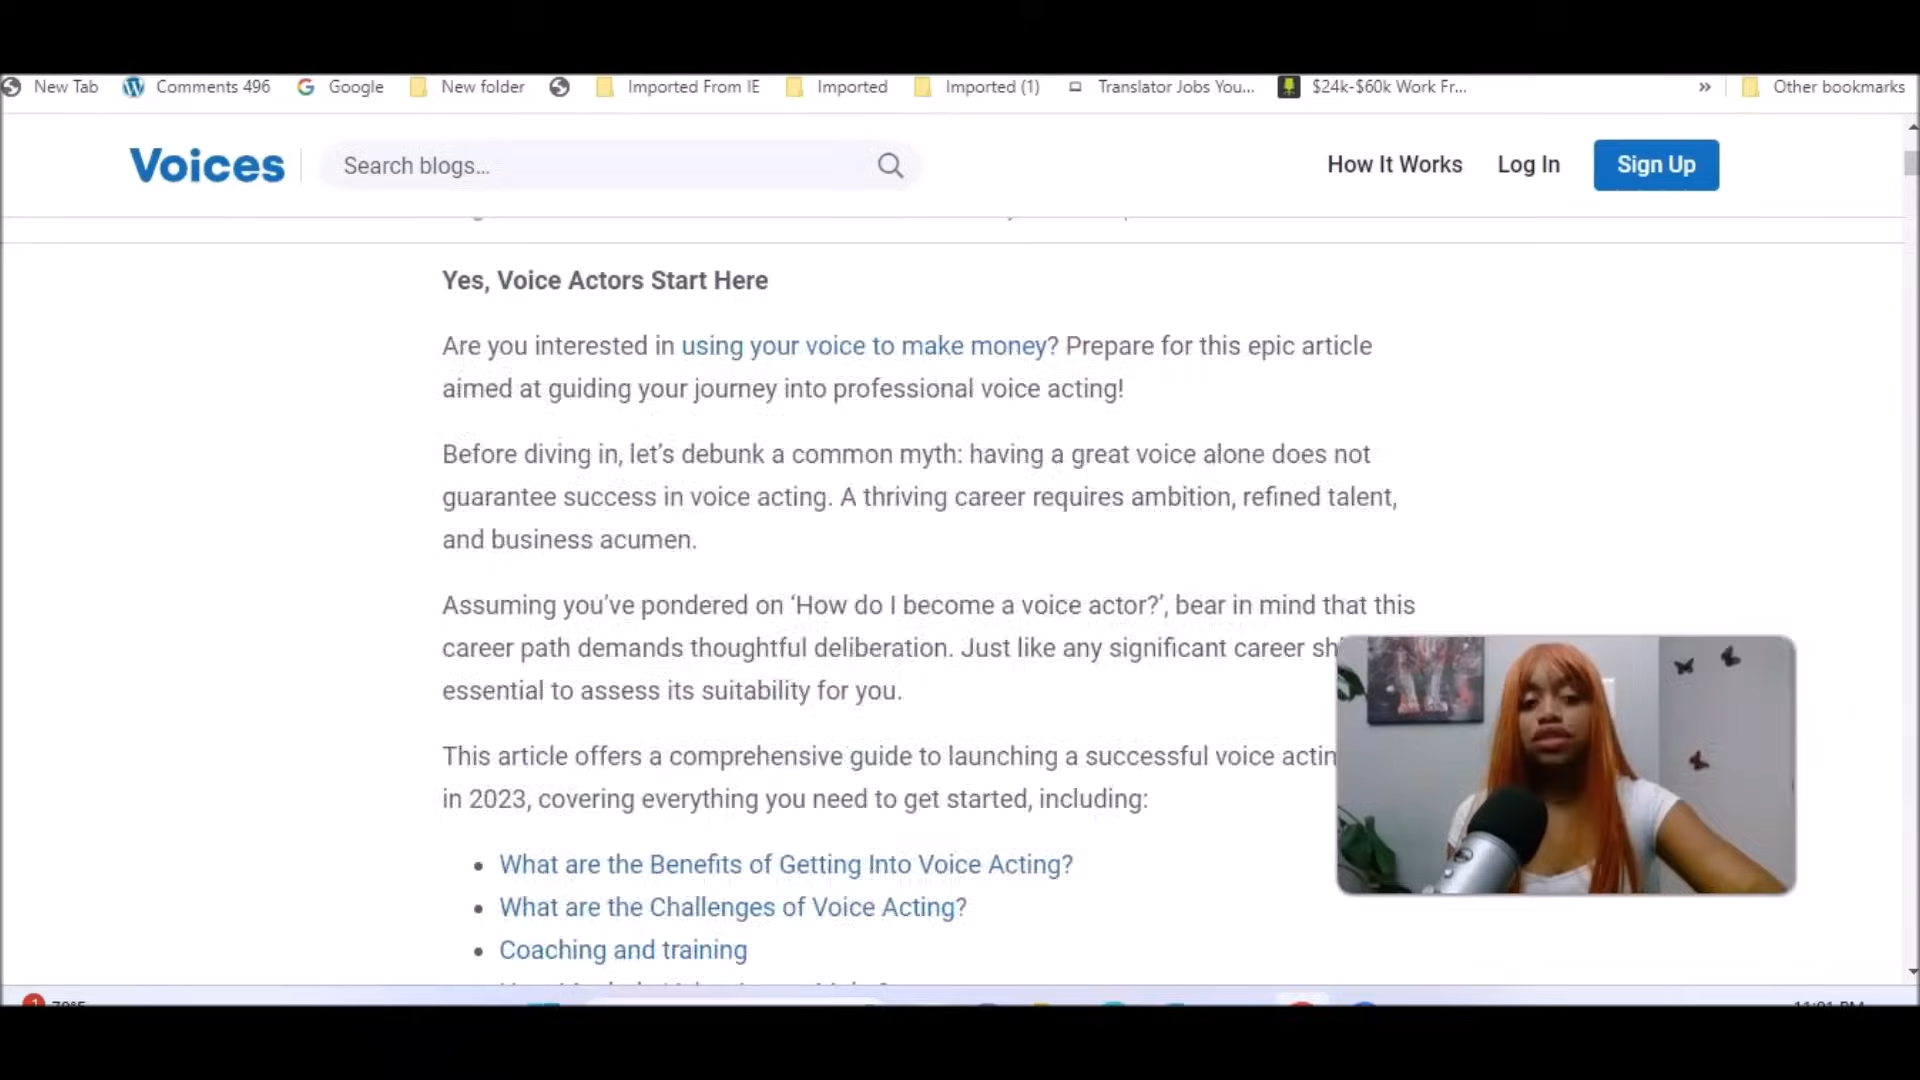 New Tab Comments 496 Google New folder Imported From IE Imported Imported (1) Translator Jobs You... $24k-$60k Work Fr... » Other bookmarks
Voices Search blogs... How It Works Log In Sign Up
Yes, Voice Actors Start Here
Are you interested in using your voice to make money? Prepare for this epic article
aimed at guiding your journey into professional voice acting!
Before diving in, let’s debunk a common myth: having a great voice alone does not
guarantee success in voice acting. A thriving career requires ambition, refined talent,
and business acumen.
Assuming you’ve pondered on ‘How do I become a voice actor?’, bear in mind that this
career path demands thoughtful deliberation. Just like any significant career
essential to assess its suitability for you.
This article offers a comprehensive guide to launching a successful voice
in 2023, covering everything you need to get started, including:
• What are the Benefits of Getting Into Voice Acting?
• What are the Challenges of Voice Acting?
• Coaching and training